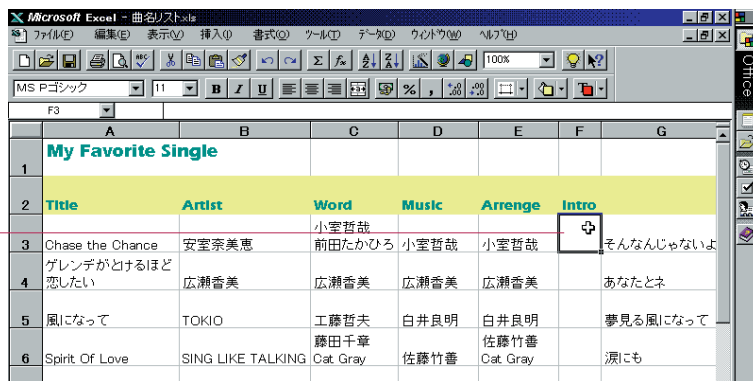 Microsoft Excel - 曲名リスト.xls
ファイル(F) 編集(E) 表示(V) 挿入(I) 書式(O) ツール(T) データ(D) ウィンドウ(W) ヘルプ(H)
100%
MS Pゴシック 11 B I U % ,
F3
A B C D E F G
1 My Favorite Single
2 Title Artist Word Music Arrenge Intro
小室哲哉
3 Chase the Chance 安室奈美恵 前田たかひろ 小室哲哉 小室哲哉 そんなんじゃないよ
ゲレンデがとけるほど
4 恋したい 広瀬香美 広瀬香美 広瀬香美 広瀬香美 あなたとネ
5 風になって TOKIO 工藤哲夫 白井良明 白井良明 夢見る風になって
藤田千章 佐藤竹善
6 Spirit Of Love SING LIKE TALKING Cat Gray 佐藤竹善 Cat Gray 涙にも
Office